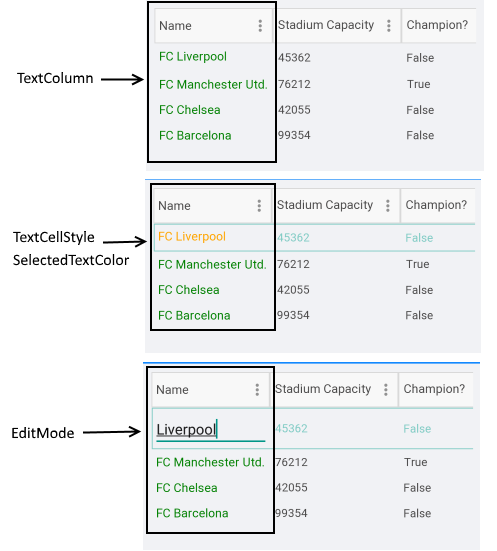 Name Stadium Capacity Champion?
FC Liverpool 45362 False
TextColumn
FC Manchester Utd. 76212 True
FC Chelsea 42055 False
FC Barcelona 99354 False
Name Stadium Capacity Champion?
TextCellStyle
SelectedTextColor
FC Liverpool 45362 False
FC Manchester Utd. 76212 True
FC Chelsea 42055 False
FC Barcelona 99354 False
Name Stadium Capacity Champion?
EditMode
Liverpool 45362 False
FC Manchester Utd. 76212 True
FC Chelsea 42055 False
FC Barcelona 99354 False